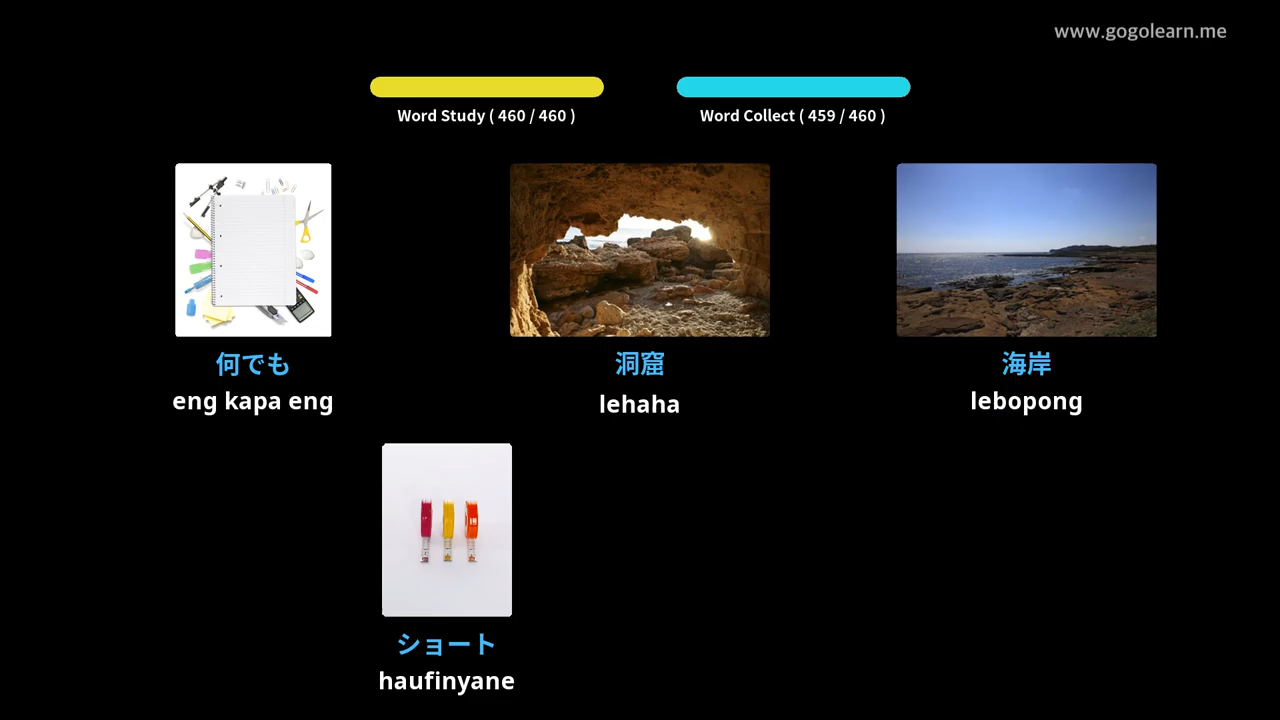 www.gogolearn.me
Word Study ( 460 / 460 )
Word Collect ( 459 / 460 )
何でも
eng kapa eng
洞窟
lehaha
海岸
lebopong
ショート
haufinyane